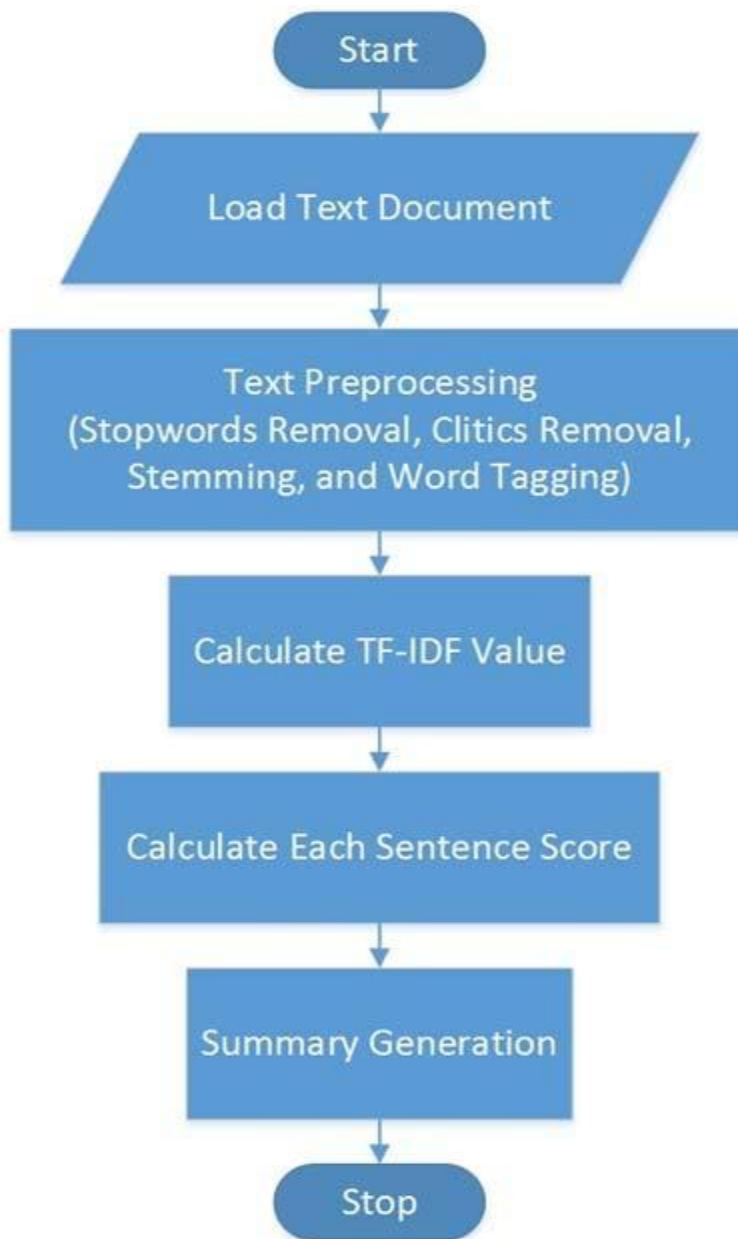 Start
Load Text Document
Text Preprocessing
(Stopwords Removal, Clitics Removal,
Stemming, and Word Tagging)
Calculate TF-IDF Value
Calculate Each Sentence Score
Summary Generation
Stop